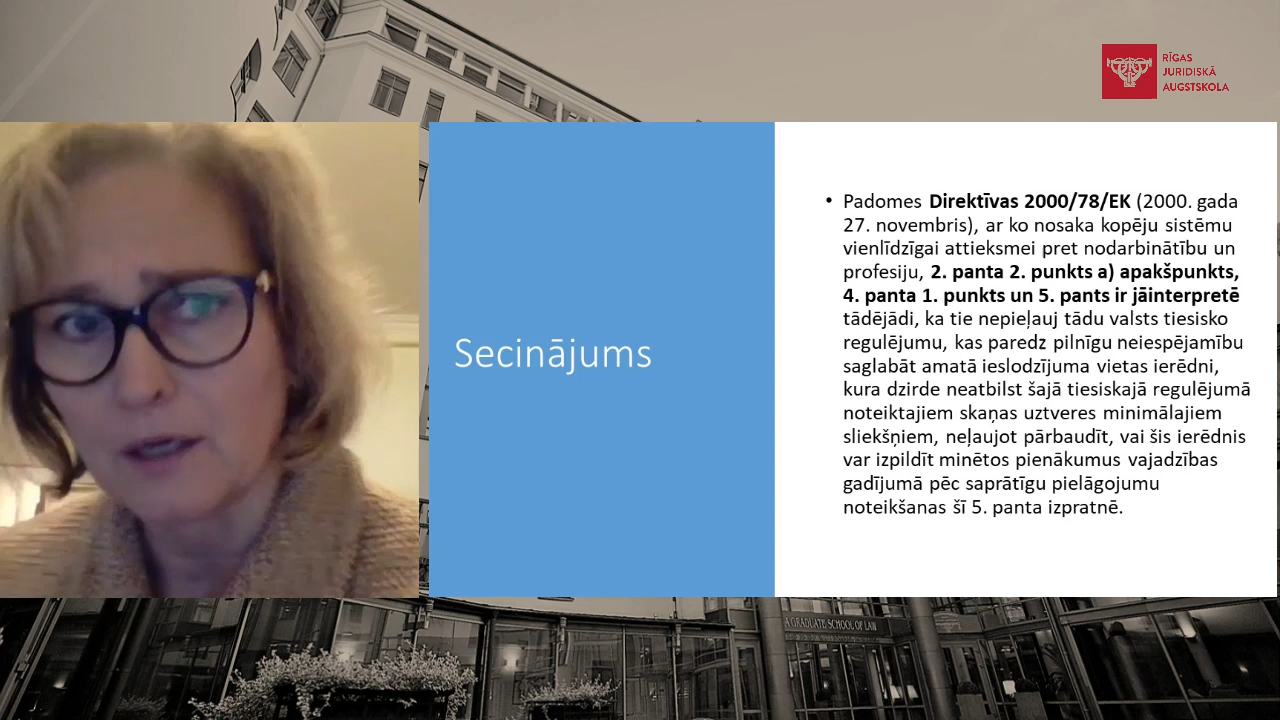 RĪGAS
JURIDISKĀ
AUGSTSKOLA
Secinājums
• Padomes Direktīvas 2000/78/EK (2000. gada
27. novembris), ar ko nosaka kopēju sistēmu
vienlīdzīgai attieksmei pret nodarbinātību un
profesiju, 2. panta 2. punkts a) apakšpunkts,
4. panta 1. punkts un 5. pants ir jāinterpretē
tādējādi, ka tie nepieļauj tādu valsts tiesisko
regulējumu, kas paredz pilnīgu neiespējamību
saglabāt amatā ieslodzījuma vietas ierēdni,
kura dzirde neatbilst šajā tiesiskajā regulējumā
noteiktajiem skaņas uztveres minimālajiem
sliekšņiem, neļaujot pārbaudīt, vai šis ierēdnis
var izpildīt minētos pienākumus vajadzības
gadījumā pēc saprātīgu pielāgojumu
noteikšanas šī 5. panta izpratnē.
A GRADUATE SCHOOL OF LAW